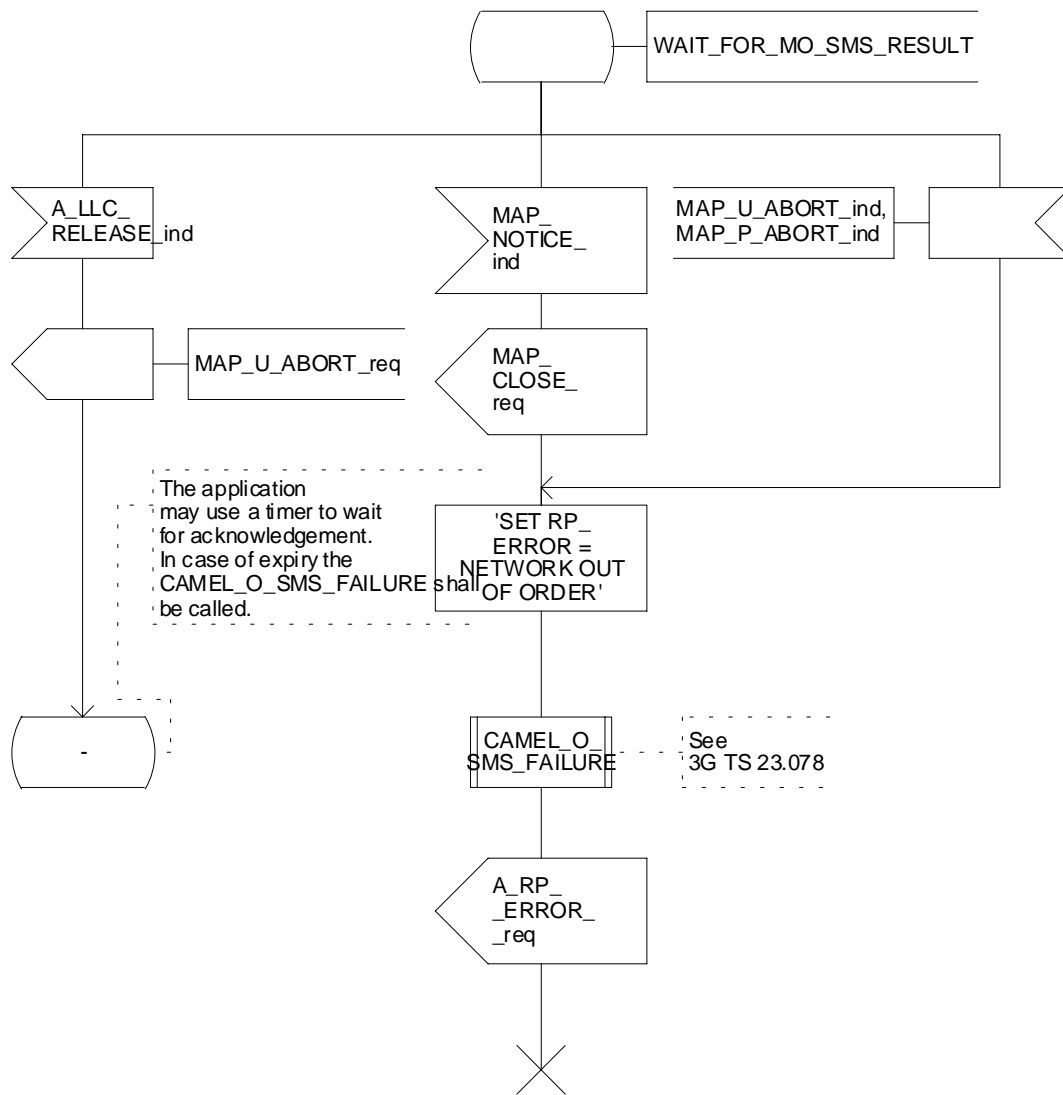 WAIT_FOR_MO_SMS_RESULT
A_LLC_
RELEASE_ind
MAP_
NOTICE_
ind
MAP_U_ABORT_ind,
MAP_P_ABORT_ind
MAP_U_ABORT_req
MAP_
CLOSE_
req
The application
may use a timer to wait
for acknowledgement.
In case of expiry the
CAMEL_O_SMS_FAILURE shall
be called.
'SET RP_
ERROR =
NETWORK OUT
OF ORDER'
-
CAMEL_O_
SMS_FAILURE
See
3G TS 23.078
A_RP_
_ERROR_
_req